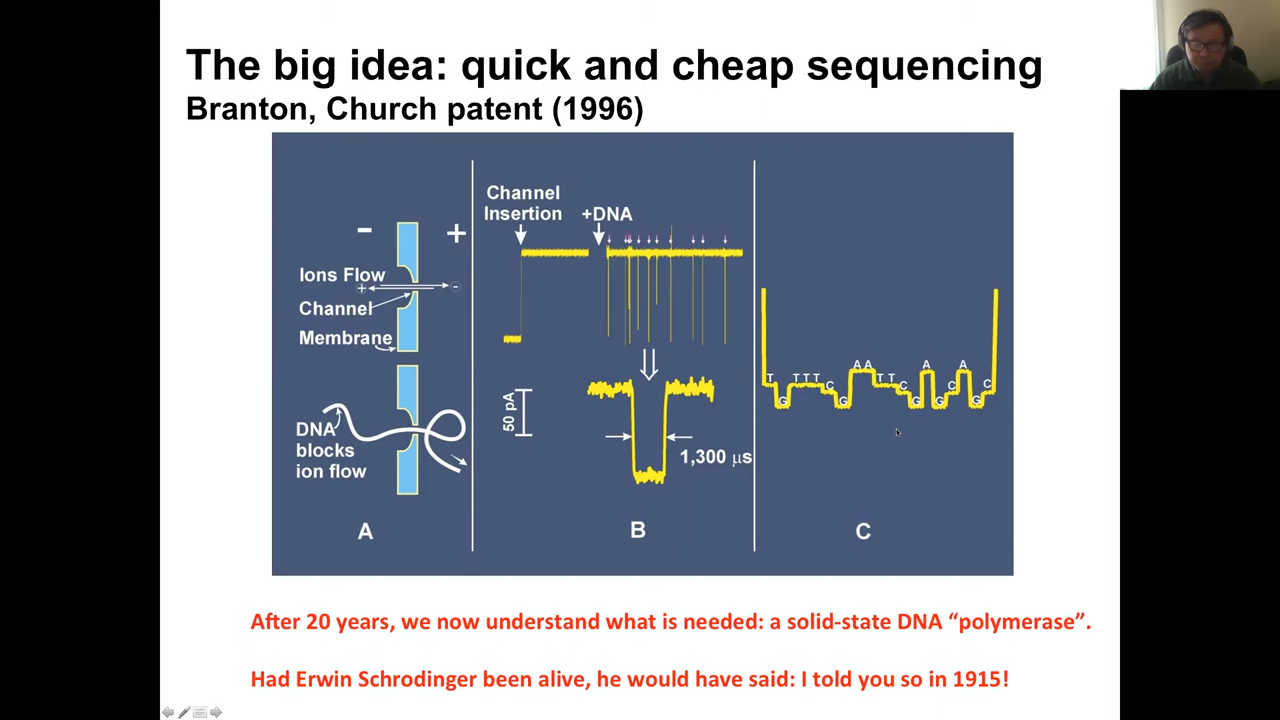 The big idea: quick and cheap sequencing
Branton, Church patent (1996)
-
+
Ions Flow
+
-
Channel
Membrane
DNA
blocks
ion flow
A
Channel
Insertion
+DNA
50 pA
1,300 μs
B
T G T T T C G A A T T C G A G C A G C
C
After 20 years, we now understand what is needed: a solid-state DNA “polymerase”.
Had Erwin Schrodinger been alive, he would have said: I told you so in 1915!